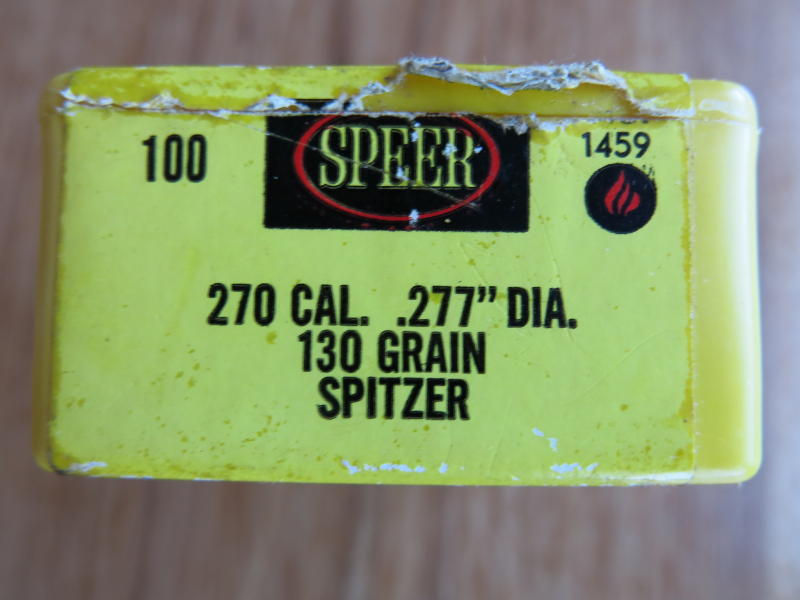 100
SPEER
1459
270 CAL. .277” DIA.
130 GRAIN
SPITZER